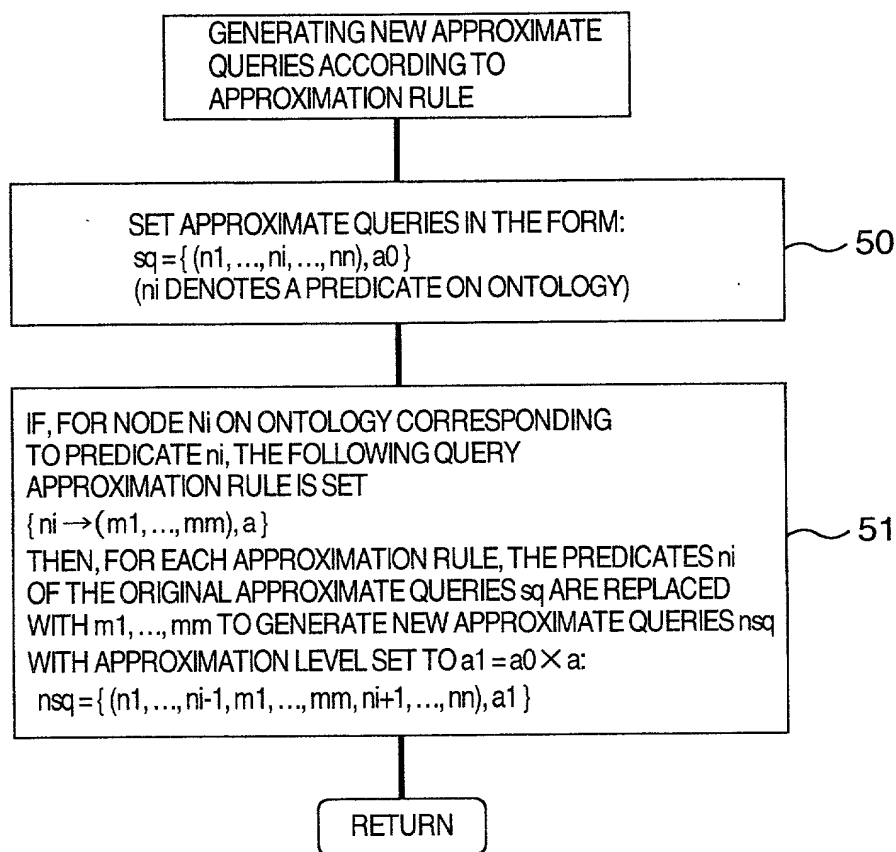 GENERATING NEW APPROXIMATE
QUERIES ACCORDING TO
APPROXIMATION RULE
SET APPROXIMATE QUERIES IN THE FORM:
sq={(n1,...,ni,...,nn),a0}
(ni DENOTES A PREDICATE ON ONTOLOGY)
50
IF, FOR NODE Ni ON ONTOLOGY CORRESPONDING
TO PREDICATE ni, THE FOLLOWING QUERY
APPROXIMATION RULE IS SET
{ni→(m1,...,mm),a}
THEN, FOR EACH APPROXIMATION RULE, THE PREDICATES ni
OF THE ORIGINAL APPROXIMATE QUERIES sq ARE REPLACED
WITH m1,...,mm TO GENERATE NEW APPROXIMATE QUERIES nsq
WITH APPROXIMATION LEVEL SET TO a1=a0×a:
nsq={(n1,...,ni-1,m1,...,mm,ni+1,...,nn),a1}
51
RETURN